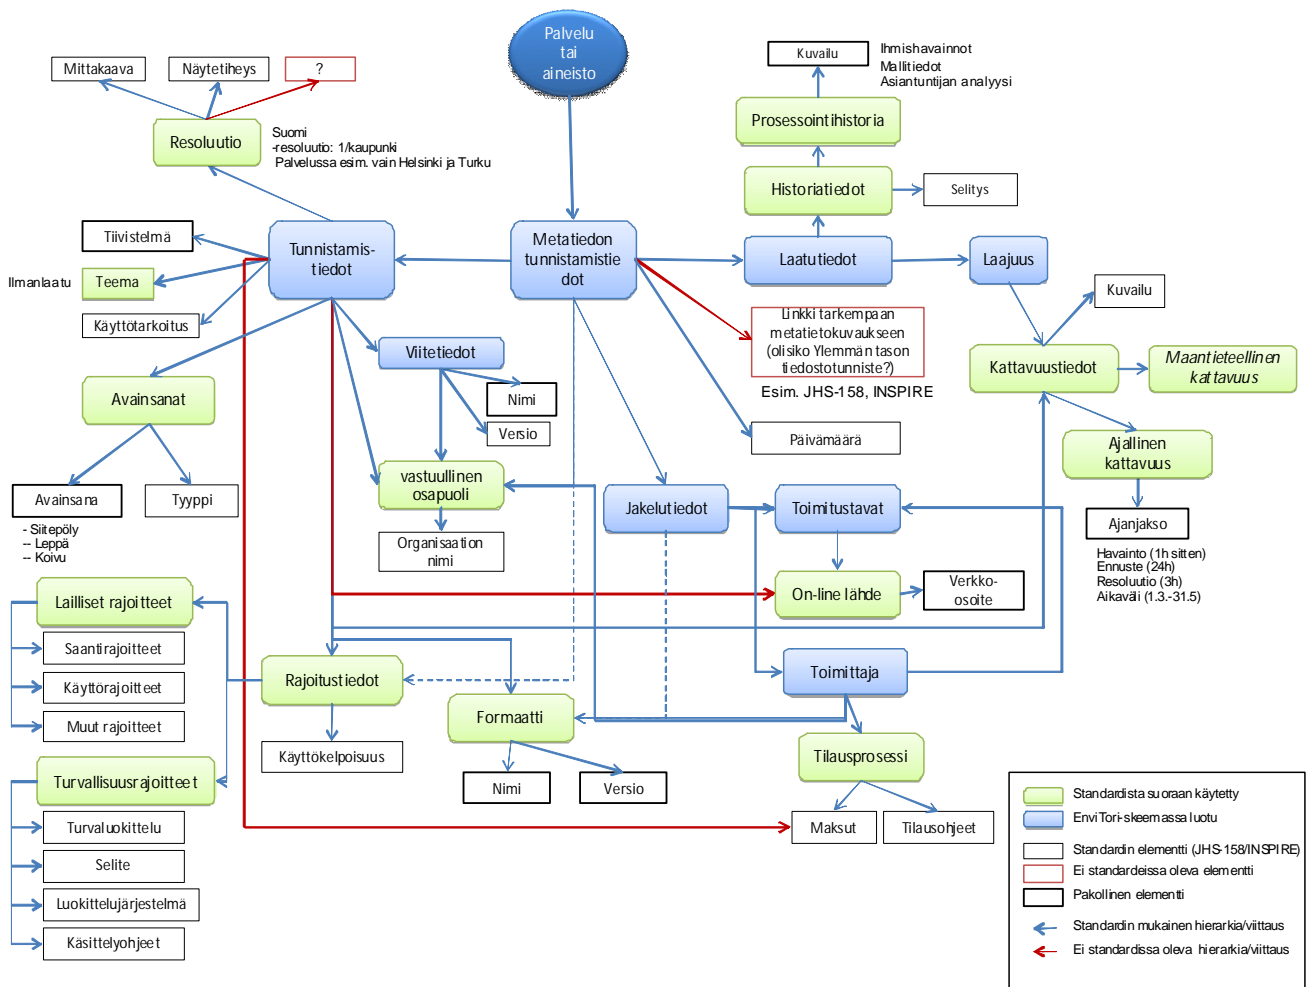 Palvelu
tai
aineisto
Kuvailu
Ihmishavainnot
Mallitiedot
Asiantuntijan analyysi
Mittakaava
Näytetiheys
?
Prosessointihistoria
Resoluutio
Suomi
-resoluutio: 1/kaupunki
Palvelussa esim. vain Helsinki ja Turku
Historiatiedot
Selitys
Tiivistelmä
Tunnistamis-
tiedot
Metatiedon
tunnistamistie
dot
Laatutiedot
Laajuus
Ilmanlaatu
Teema
Kuvailu
Käyttötarkoitus
Linkki tarkempaan
metatietokuvaukseen
(olisiko Ylemmän tason
tiedostotunniste?)
Esim. JHS-158, INSPIRE
Viitetiedot
Kattavuustiedot
Maantieteellinen
kattavuus
Avainsanat
Nimi
Versio
Päivämäärä
Ajallinen
kattavuus
vastuullinen
osapuoli
Avainsana
Tyyppi
Jakelutiedot
Toimitustavat
Ajanjakso
- Siitepöly
-- Leppä
-- Koivu
Organisaation
nimi
Havainto (1h sitten)
Ennuste (24h)
Resoluutio (3h)
Aikaväli (1.3.-31.5)
Lailliset rajoitteet
On-line lähde
Verkko-
osoite
Saantirajoitteet
Käyttörajoitteet
Muut rajoitteet
Rajoitustiedot
Toimittaja
Formaatti
Käyttökelpoisuus
Tilausprosessi
Turvallisuusrajoitteet
Nimi
Versio
Turvaluokittelu
Selite
Luokittelujärjestelmä
Käsittelyohjeet
Maksut
Tilausohjeet
Standardista suoraan käytetty
EnviTori-skeemassa luotu
Standardin elementti (JHS-158/INSPIRE)
Ei standardeissa oleva elementti
Pakollinen elementti
Standardin mukainen hierarkia/viittaus
Ei standardissa oleva hierarkia/viittaus